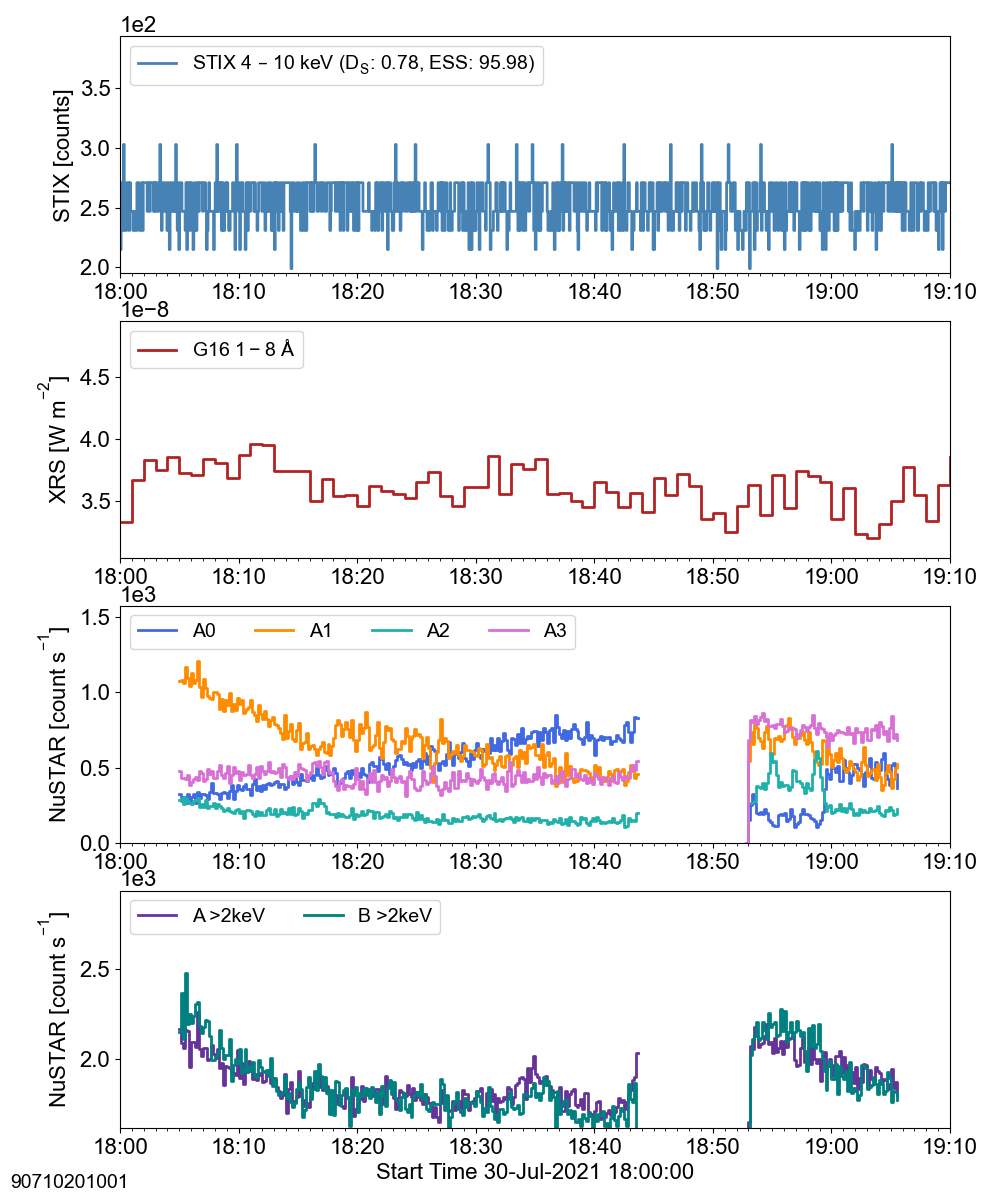 1e2
STIX 4 – 10 keV (D_S: 0.78, ESS: 95.98)
STIX [counts]
3.5
3.0
2.5
2.0
18:00 18:10 18:20 18:30 18:40 18:50 19:00 19:10
1e−8
G16 1 – 8 Å
XRS [W m⁻²]
4.5
4.0
3.5
18:00 18:10 18:20 18:30 18:40 18:50 19:00 19:10
1e3
A0 A1 A2 A3
NuSTAR [count s⁻¹]
1.5
1.0
0.5
0.0
18:00 18:10 18:20 18:30 18:40 18:50 19:00 19:10
1e3
A >2keV B >2keV
NuSTAR [count s⁻¹]
2.5
2.0
18:00 18:10 18:20 18:30 18:40 18:50 19:00 19:10
Start Time 30-Jul-2021 18:00:00
90710201001